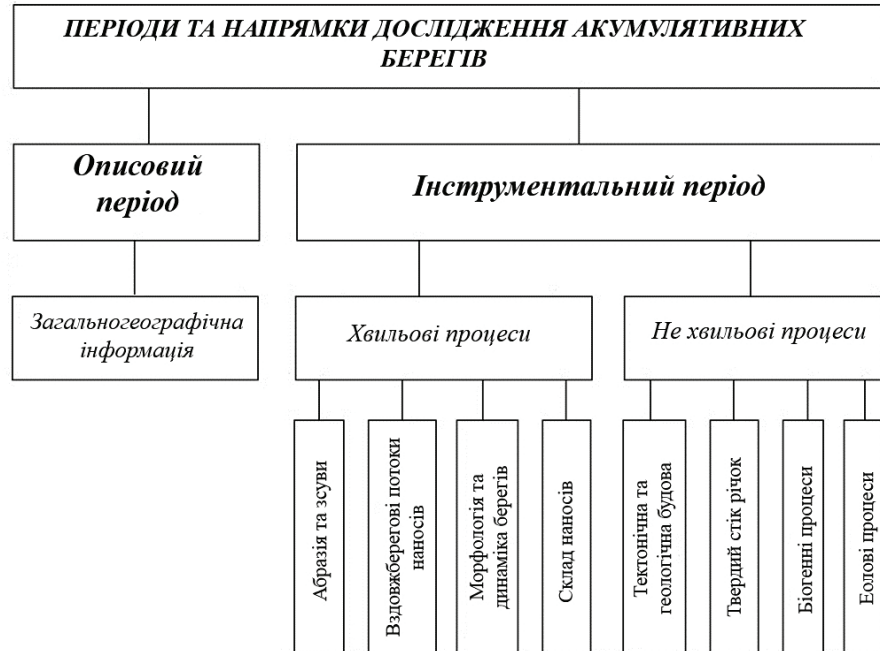 ПЕРІОДИ ТА НАПРЯМКИ ДОСЛІДЖЕННЯ АКУМУЛЯТИВНИХ
БЕРЕГІВ
Описовий
період
Інструментальний період
Загальногеографічна
інформація
Хвильові процеси
Не хвильові процеси
Абразія та зсуви
Вздовжберегові потоки
наносів
Морфологія та
динаміка берегів
Склад наносів
Тектонічна та
геологічна будова
Твердий стік річок
Біогенні процеси
Еолові процеси